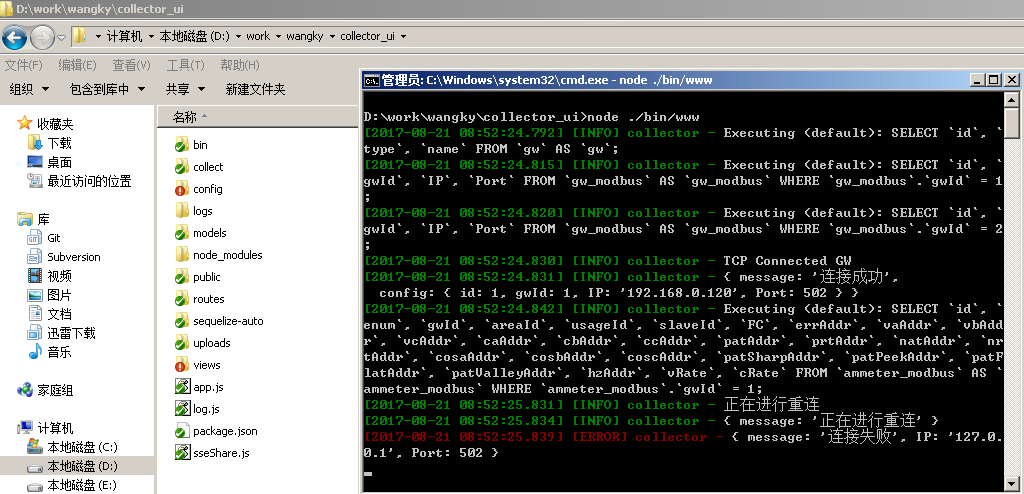 D:\work\wangky\collector_ui
计算机 本地磁盘 (D:) work wangky collector_ui
文件(F) 编辑(E) 查看(V) 工具(T) 帮助(H)
组织 包含到库中 共享 新建文件夹
收藏夹
下载
桌面
最近访问的位置
库
Git
Subversion
视频
图片
文档
迅雷下载
音乐
家庭组
计算机
本地磁盘 (C:)
本地磁盘 (D:)
本地磁盘 (E:)
名称
bin
collect
config
logs
models
node_modules
public
routes
sequelize-auto
uploads
views
app.js
log.js
package.json
sseShare.js
管理员: C:\Windows\system32\cmd.exe - node ./bin/www
D:\work\wangky\collector_ui>node ./bin/www
[2017-08-21 08:52:24.792] [INFO] collector - Executing (default): SELECT `id`, `
type`, `name` FROM `gw` AS `gw`;
[2017-08-21 08:52:24.815] [INFO] collector - Executing (default): SELECT `id`, `
gwId`, `IP`, `Port` FROM `gw_modbus` AS `gw_modbus` WHERE `gw_modbus`.`gwId` = 1
;
[2017-08-21 08:52:24.820] [INFO] collector - Executing (default): SELECT `id`, `
gwId`, `IP`, `Port` FROM `gw_modbus` AS `gw_modbus` WHERE `gw_modbus`.`gwId` = 2
;
[2017-08-21 08:52:24.830] [INFO] collector - TCP Connected GW
[2017-08-21 08:52:24.831] [INFO] collector - { message: '连接成功',
config: { id: 1, gwId: 1, IP: '192.168.0.120', Port: 502 } }
[2017-08-21 08:52:24.842] [INFO] collector - Executing (default): SELECT `id`, `
enum`, `gwId`, `areaId`, `usageId`, `slaveId`, `FC`, `errAddr`, `vaAddr`, `vbAdd
r`, `vcAddr`, `caAddr`, `cbAddr`, `ccAddr`, `patAddr`, `prtAddr`, `natAddr`, `nr
tAddr`, `cosaAddr`, `cosbAddr`, `coscAddr`, `patSharpAddr`, `patPeekAddr`, `patF
latAddr`, `patValleyAddr`, `hzAddr`, `vRate`, `cRate` FROM `ammeter_modbus` AS `
ammeter_modbus` WHERE `ammeter_modbus`.`gwId` = 1;
[2017-08-21 08:52:25.831] [INFO] collector - 正在进行重连
[2017-08-21 08:52:25.834] [INFO] collector - { message: '正在进行重连' }
[2017-08-21 08:52:25.839] [ERROR] collector - { message: '连接失败', IP: '127.0.
0.1', Port: 502 }